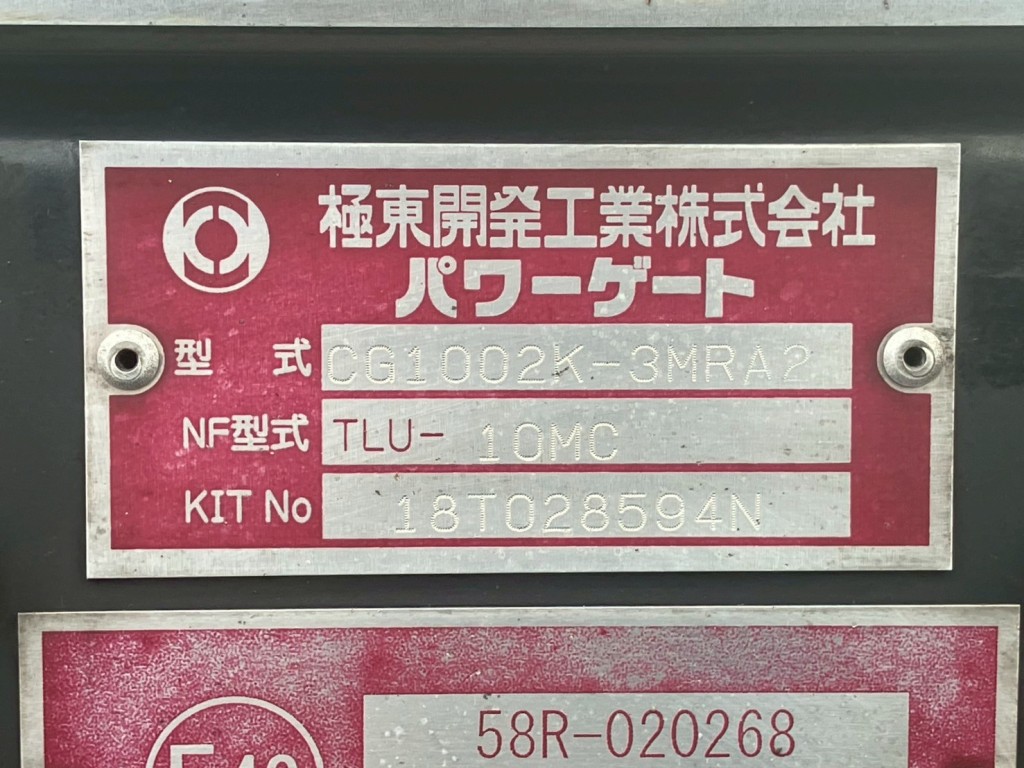 極東開発工業株式会社
パワーゲート
型式 CG1002K-3MRA2
NF型式 TLU- 10MC
KIT No 18T028594N
58R-020268